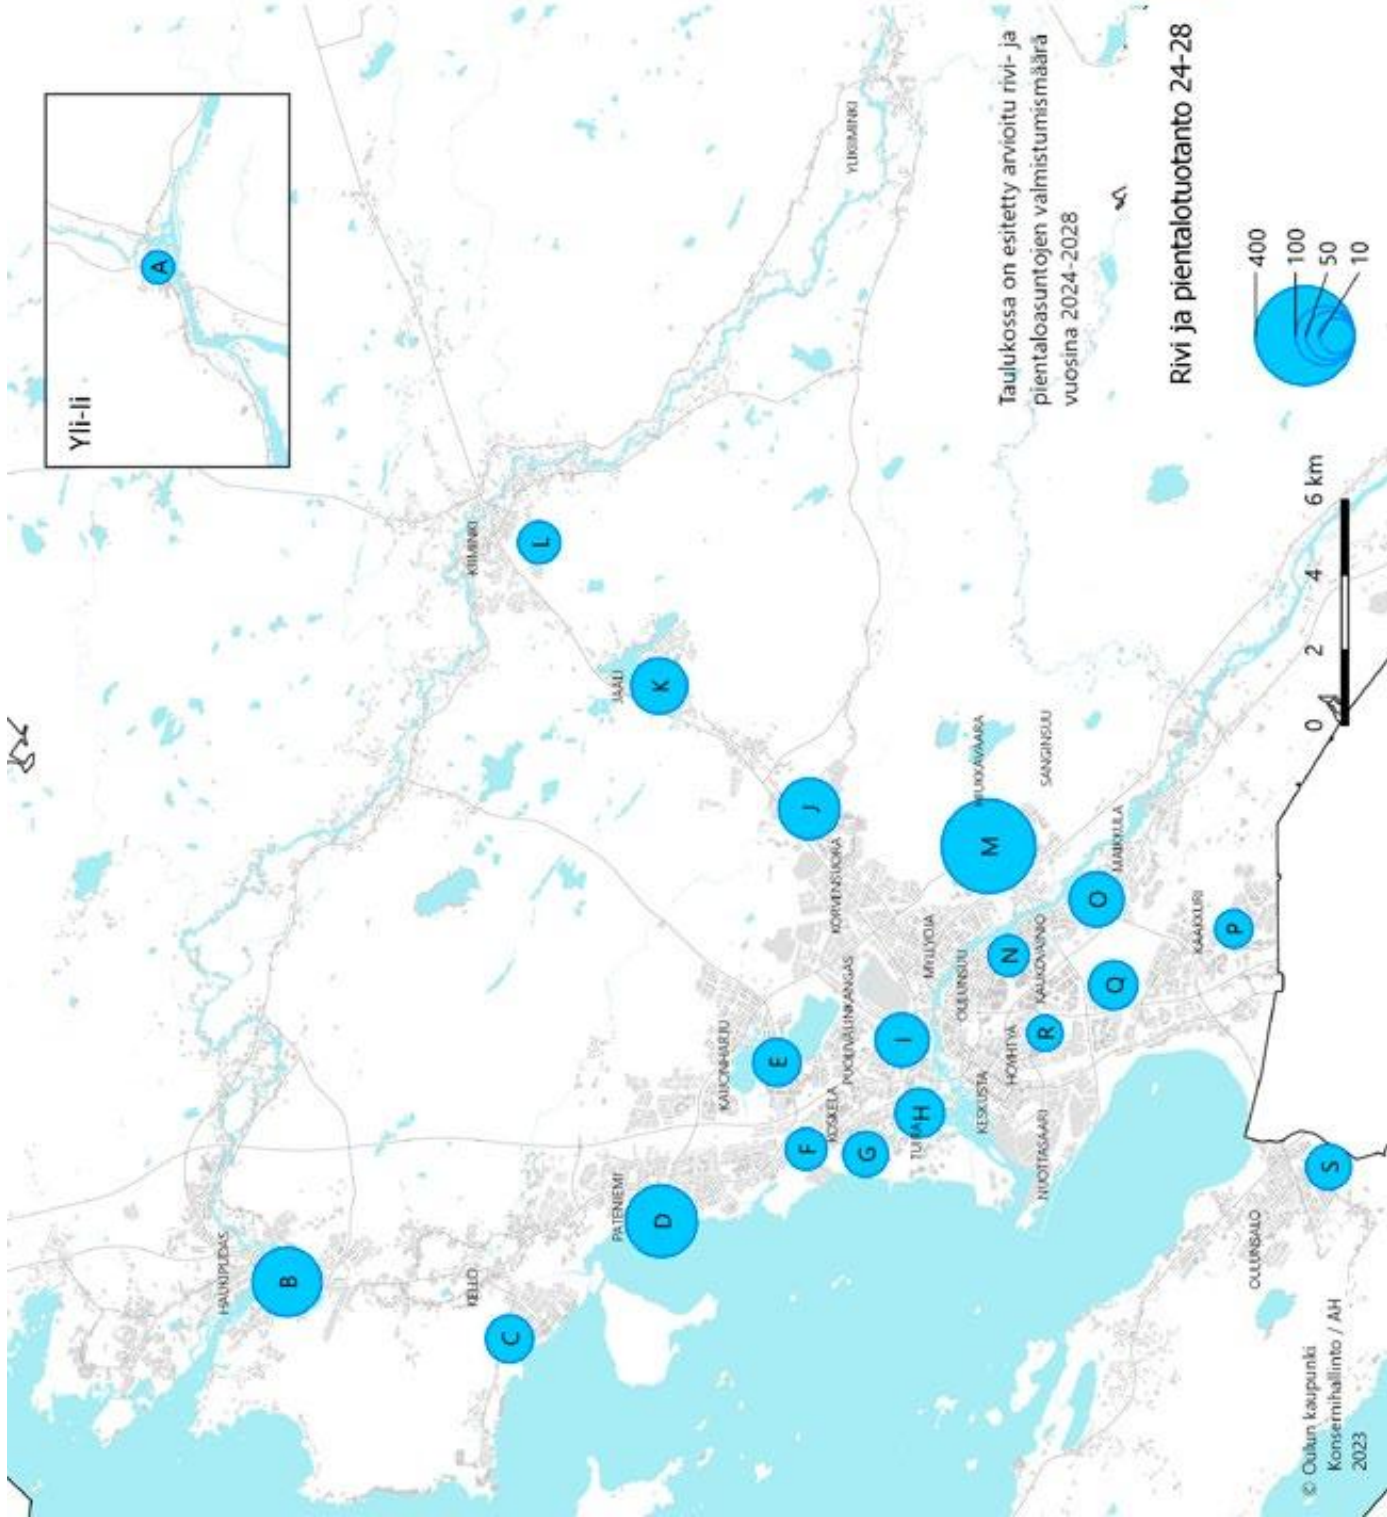 Yli-Ii
A
HAUKIPUDAS
B
KELLO
C
PATENIEMI
D
KIIMINKI
L
JÄÄLI
K
YLIKIIMINKI
J
KORVENSUORA
KAIJONHARJU
E
F
KOSKELA
G
PUOLIVÄLINKANGAS
I
H
TUIRA
MYLLYOJA
M
HIUKKAVAARA
SANGINSUU
OULUNSUU
KESKUSTA
N
KAUKOVAINIO
HÖYHTYÄ
R
NUOTTASAARI
O
MAIKKULA
Q
KAAKKURI
P
OULUNSALO
S
Taulukossa on esitetty arvioitu rivi- ja
pientaloasuntojen valmistumismäärä
vuosina 2024-2028
Rivi ja pientalotuotanto 24-28
400
100
50
10
0 2 4 6 km
© Oulun kaupunki
Konsernihallinto / AH
2023